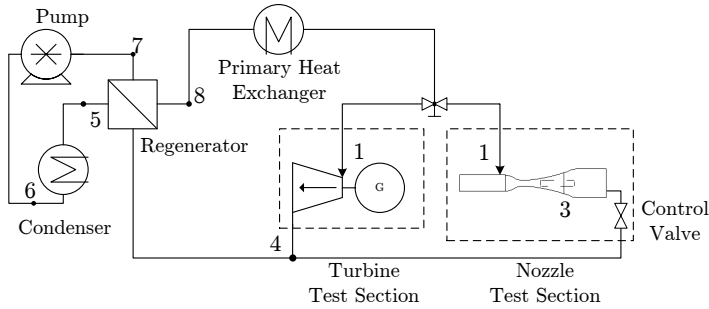 Pump
7
8
Primary Heat
Exchanger
5
Regenerator
6
Condenser
1
G
4
Turbine
Test Section
1
3
Control
Valve
Nozzle
Test Section